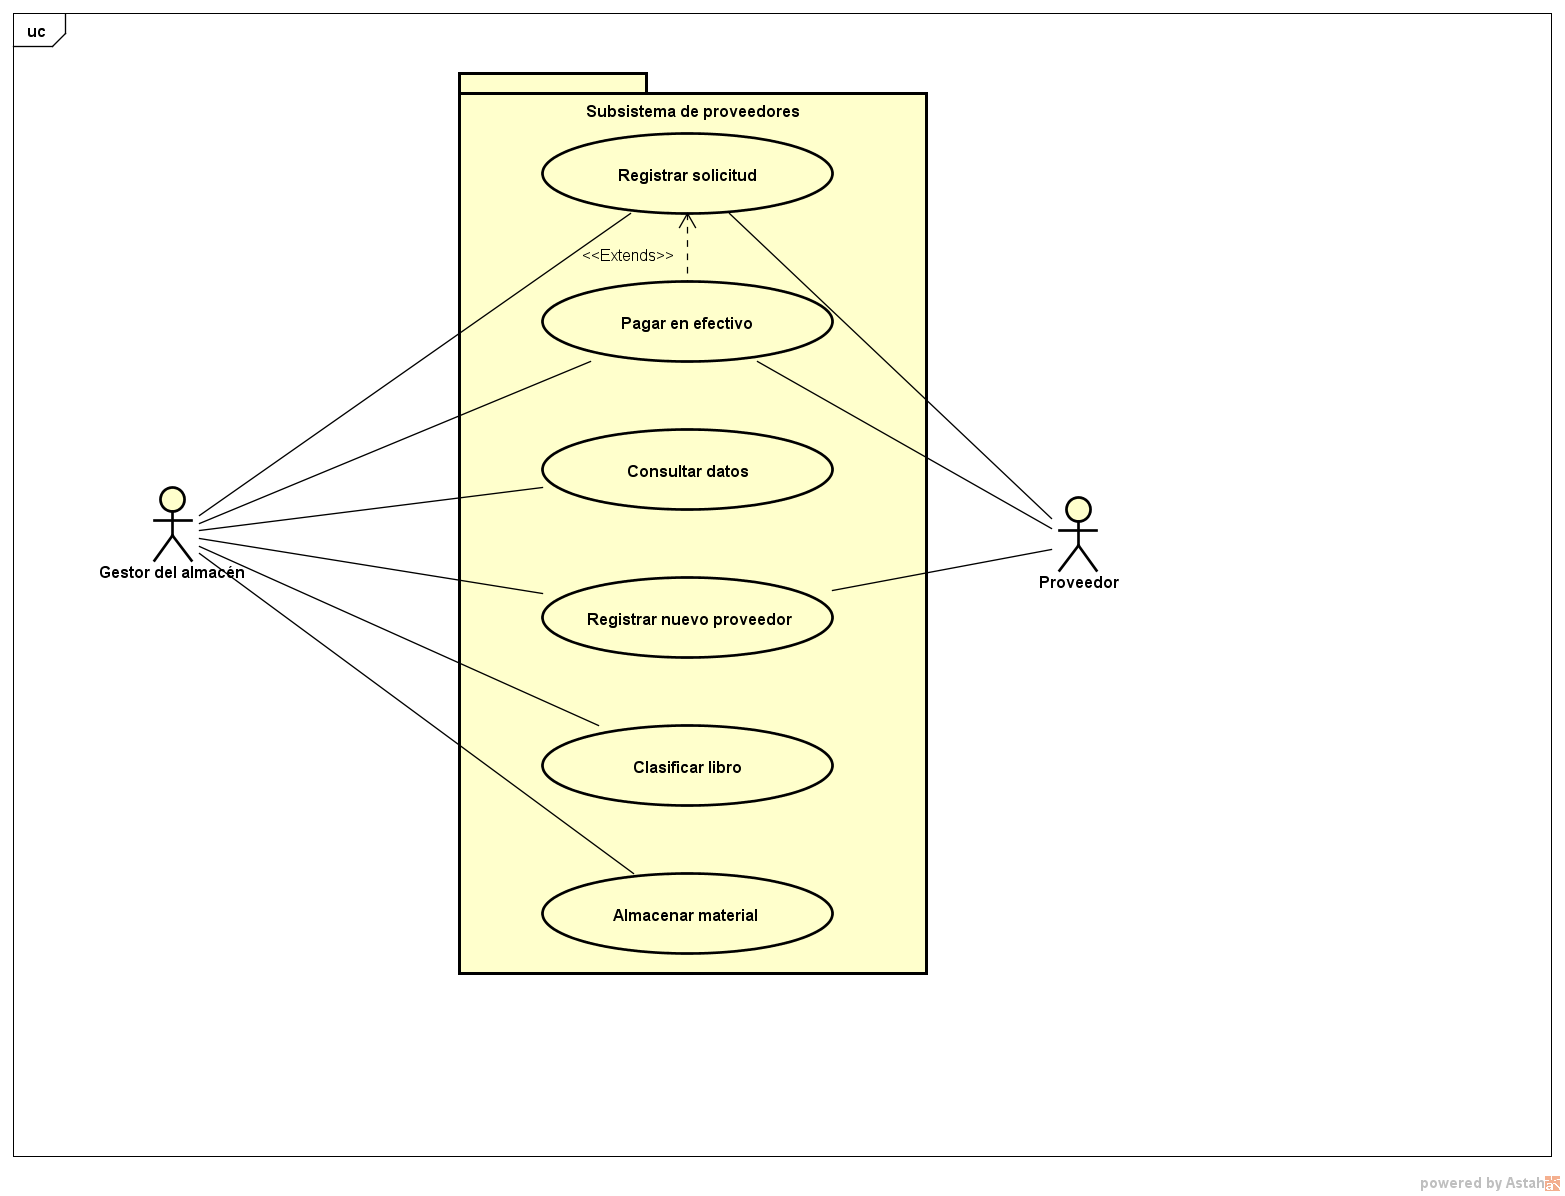 uc
Subsistema de proveedores
Registrar solicitud
<<Extends>>
Pagar en efectivo
Consultar datos
Gestor del almacén
Proveedor
Registrar nuevo proveedor
Clasificar libro
Almacenar material
powered by Astah